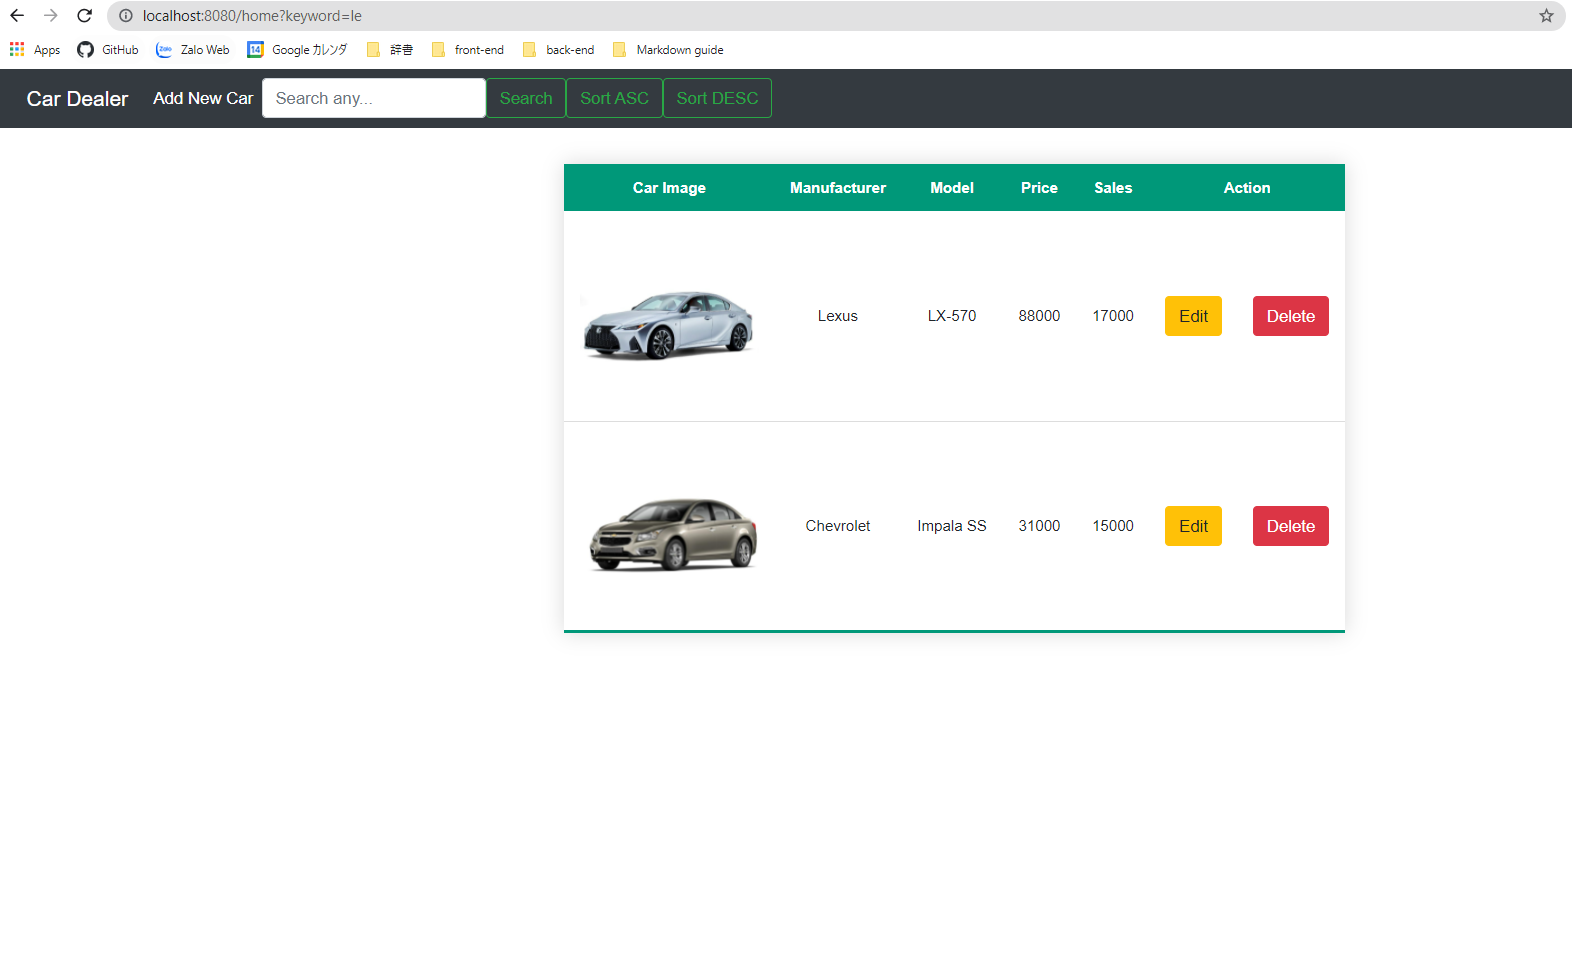 localhost:8080/home?keyword=le
Apps GitHub Zalo Web Google カレンダ 辞書 front-end back-end Markdown guide
Car Dealer Add New Car Search any... Search Sort ASC Sort DESC
Car Image Manufacturer Model Price Sales Action
Lexus LX-570 88000 17000 Edit Delete
Chevrolet Impala SS 31000 15000 Edit Delete